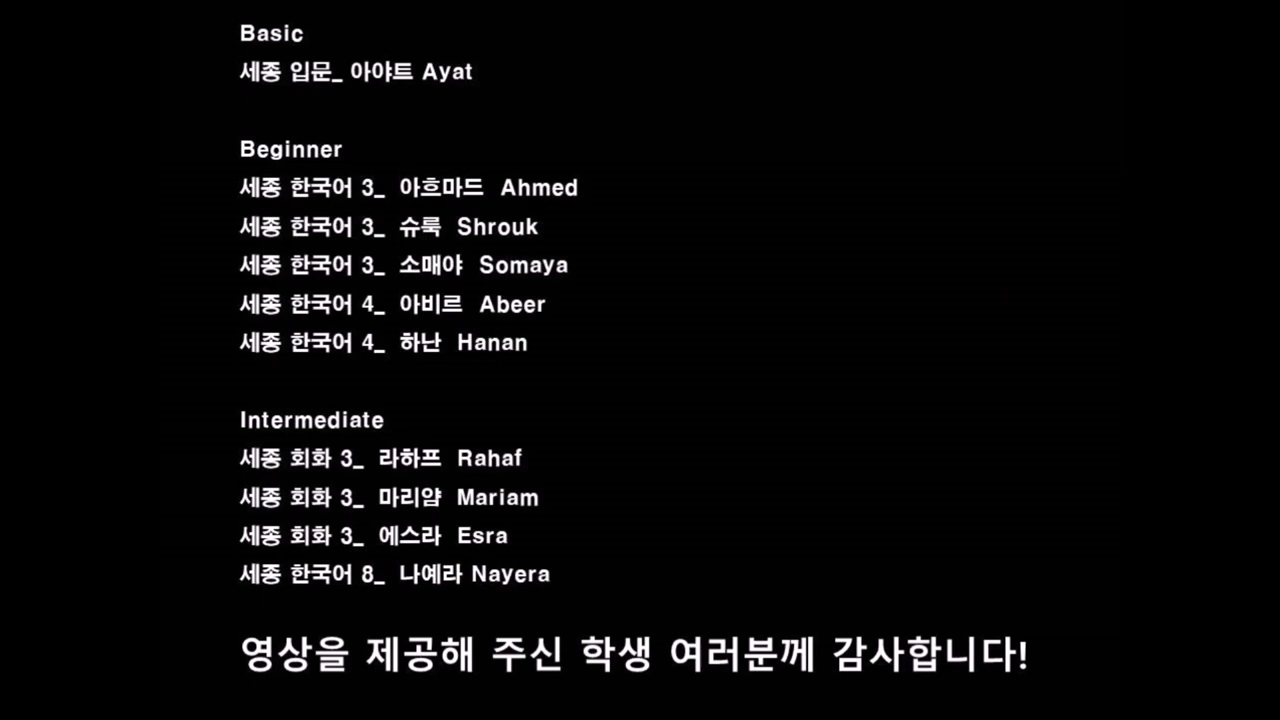 Basic
세종 입문_ 아야트 Ayat
Beginner
세종 한국어 3_ 아흐마드 Ahmed
세종 한국어 3_ 슈룩 Shrouk
세종 한국어 3_ 소매야 Somaya
세종 한국어 4_ 아비르 Abeer
세종 한국어 4_ 하난 Hanan
Intermediate
세종 회화 3_ 라하프 Rahaf
세종 회화 3_ 마리얌 Mariam
세종 회화 3_ 에스라 Esra
세종 한국어 8_ 나예라 Nayera
영상을 제공해 주신 학생 여러분께 감사합니다!